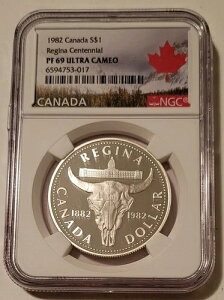 1982 Canada S$1
Regina Centennial
PF 69 ULTRA CAMEO
6594753-017
CANADA
NGC
REGINA
1882 1982
CANADA DOLLAR